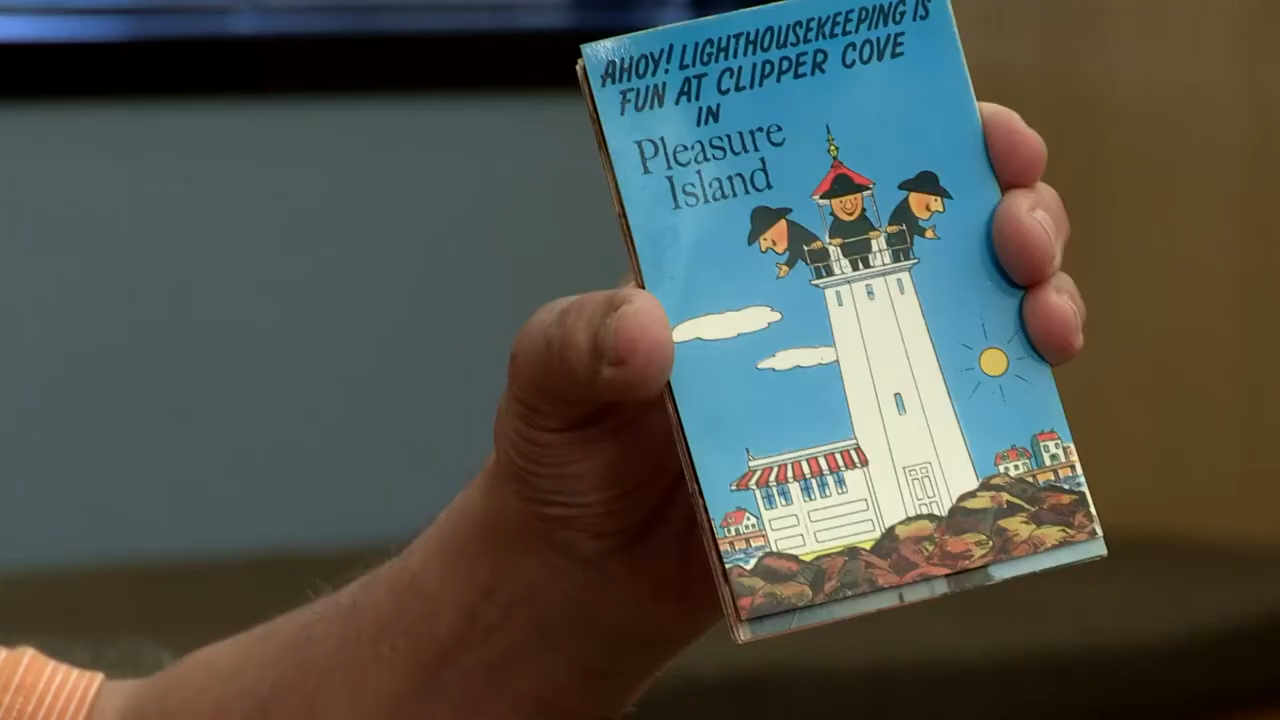 AHOY! LIGHTHOUSEKEEPING IS
FUN AT CLIPPER COVE
IN
Pleasure
Island